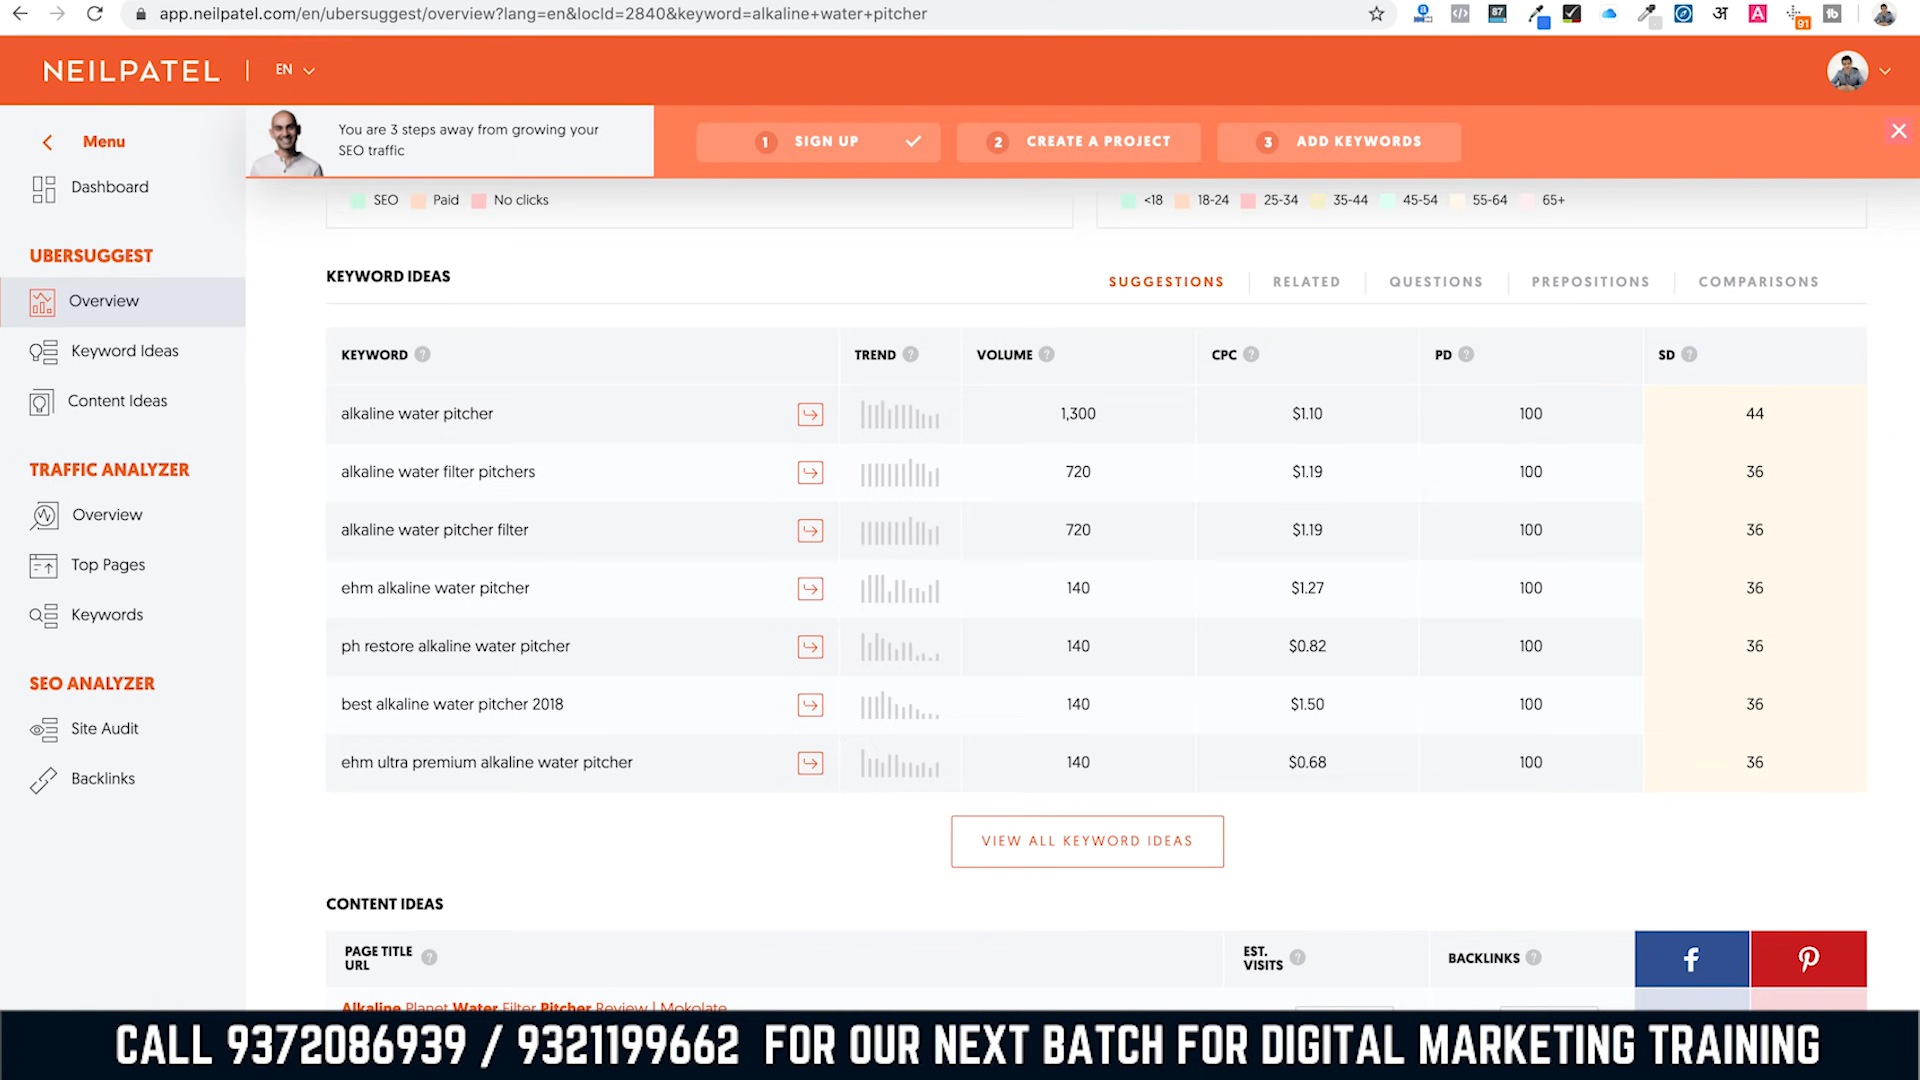 app.neilpatel.com/en/ubersuggest/overview?lang=en&locId=2840&keyword=alkaline+water+pitcher
87
अ
A
91
NEILPATEL | EN
Menu
Dashboard
UBERSUGGEST
Overview
Keyword Ideas
Content Ideas
TRAFFIC ANALYZER
Overview
Top Pages
Keywords
SEO ANALYZER
Site Audit
Backlinks
You are 3 steps away from growing your
SEO traffic
1 SIGN UP
2 CREATE A PROJECT
3 ADD KEYWORDS
SEO Paid No clicks
<18 18-24 25-34 35-44 45-54 55-64 65+
KEYWORD IDEAS
SUGGESTIONS RELATED QUESTIONS PREPOSITIONS COMPARISONS
KEYWORD ? TREND ? VOLUME ? CPC ? PD ? SD ?
alkaline water pitcher 1,300 $1.10 100 44
alkaline water filter pitchers 720 $1.19 100 36
alkaline water pitcher filter 720 $1.19 100 36
ehm alkaline water pitcher 140 $1.27 100 36
ph restore alkaline water pitcher 140 $0.82 100 36
best alkaline water pitcher 2018 140 $1.50 100 36
ehm ultra premium alkaline water pitcher 140 $0.68 100 36
VIEW ALL KEYWORD IDEAS
CONTENT IDEAS
PAGE TITLE ?
URL
EST. ?
VISITS
BACKLINKS ?
Alkaline Planet Water Filter Pitcher Review | Mokolate
CALL 9372086939 / 9321199662 FOR OUR NEXT BATCH FOR DIGITAL MARKETING TRAINING